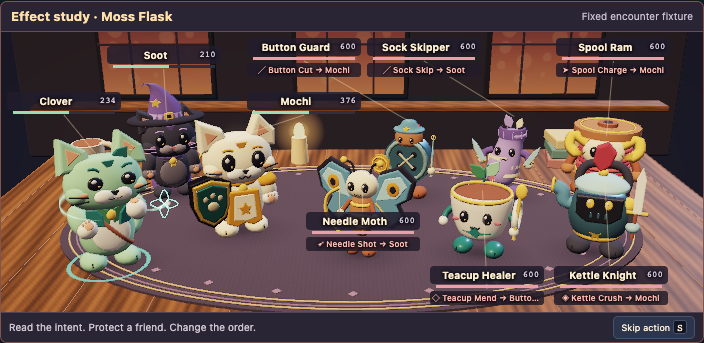 Effect study · Moss Flask
Fixed encounter fixture
Soot 210
Button Guard 600
Button Cut → Mochi
Sock Skipper 600
Sock Skip → Soot
Spool Ram 600
Spool Charge → Mochi
Clover 234
Mochi 376
Needle Moth 600
Needle Shot → Soot
Teacup Healer 600
Teacup Mend → Butto...
Kettle Knight 600
Kettle Crush → Mochi
Read the intent. Protect a friend. Change the order.
Skip action S